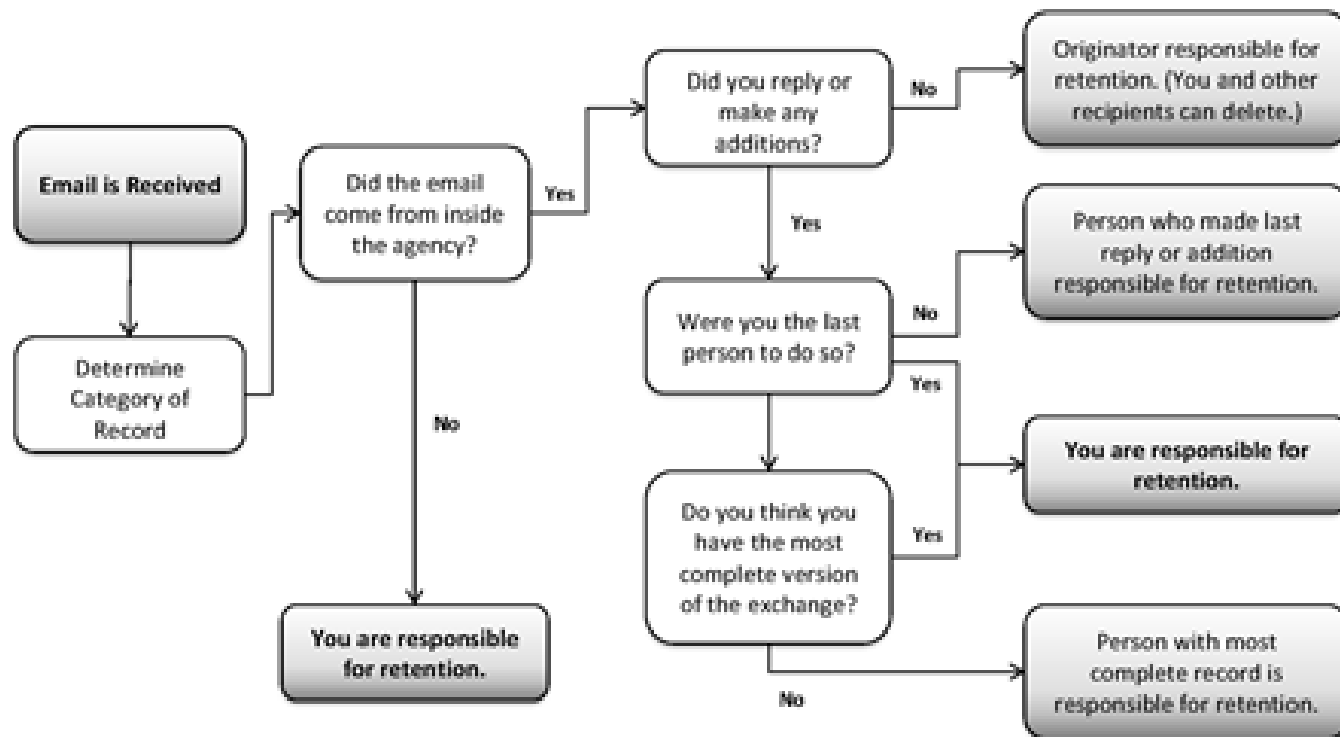 Email is Received
Determine
Category of
Record
Did the email
come from inside
the agency?
Yes
No
You are responsible
for retention.
Did you reply or
make any
additions?
No
Originator responsible for
retention. (You and other
recipients can delete.)
Yes
Were you the last
person to do so?
No
Person who made last
reply or addition
responsible for retention.
Yes
You are responsible for
retention.
Do you think you
have the most
complete version
of the exchange?
Yes
No
Person with most
complete record is
responsible for retention.